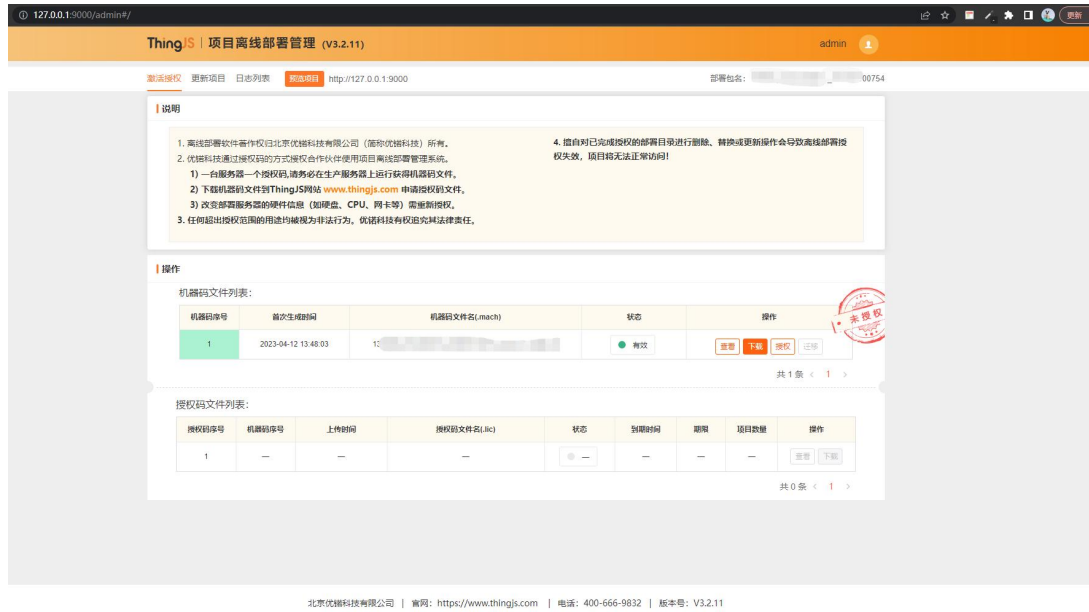 127.0.0.1:9000/admin#/
更新
ThingJS | 项目离线部署管理 (V3.2.11)
admin
激活授权 更新项目 日志列表 预览项目 http://127.0.0.1:9000
部署包名: _ 00754
说明
1. 离线部署软件著作权归北京优锘科技有限公司（简称优锘科技）所有。
2. 优锘科技通过授权码的方式授权合作伙伴使用项目离线部署管理系统。
1) 一台服务器一个授权码,请务必在生产服务器上运行获得机器码文件。
2) 下载机器码文件到ThingJS网站 www.thingjs.com 申请授权码文件。
3) 改变部署服务器的硬件信息（如硬盘、CPU、网卡等）需重新授权。
3. 任何超出授权范围的用途均被视为非法行为。优锘科技有权追究其法律责任。
4. 擅自对已完成授权的部署目录进行删除、替换或更新操作会导致离线部署授
权失效，项目将无法正常访问！
操作
机器码文件列表:
机器码序号 首次生成时间 机器码文件名(.mach) 状态 操作
未授权
1 2023-04-12 13:48:03 有效 查看 下载 授权 迁移
共 1 条 < 1 >
授权码文件列表:
授权码序号 机器码序号 上传时间 授权码文件名(.lic) 状态 到期时间 期限 项目数量 操作
1 — — — — — — — 查看 下载
共 0 条 < 1 >
北京优锘科技有限公司 | 官网: https://www.thingjs.com | 电话: 400-666-9832 | 版本号: V3.2.11